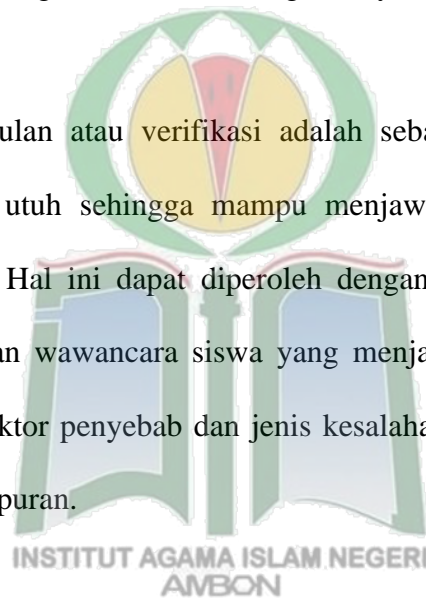 ulan atau verifikasi adalah seba
utuh sehingga mampu menjaw
Hal ini dapat diperoleh dengan
an wawancara siswa yang menja
ktor penyebab dan jenis kesalaha
puran.
INSTITUT AGAMA ISLAM NEGERI
AMBON